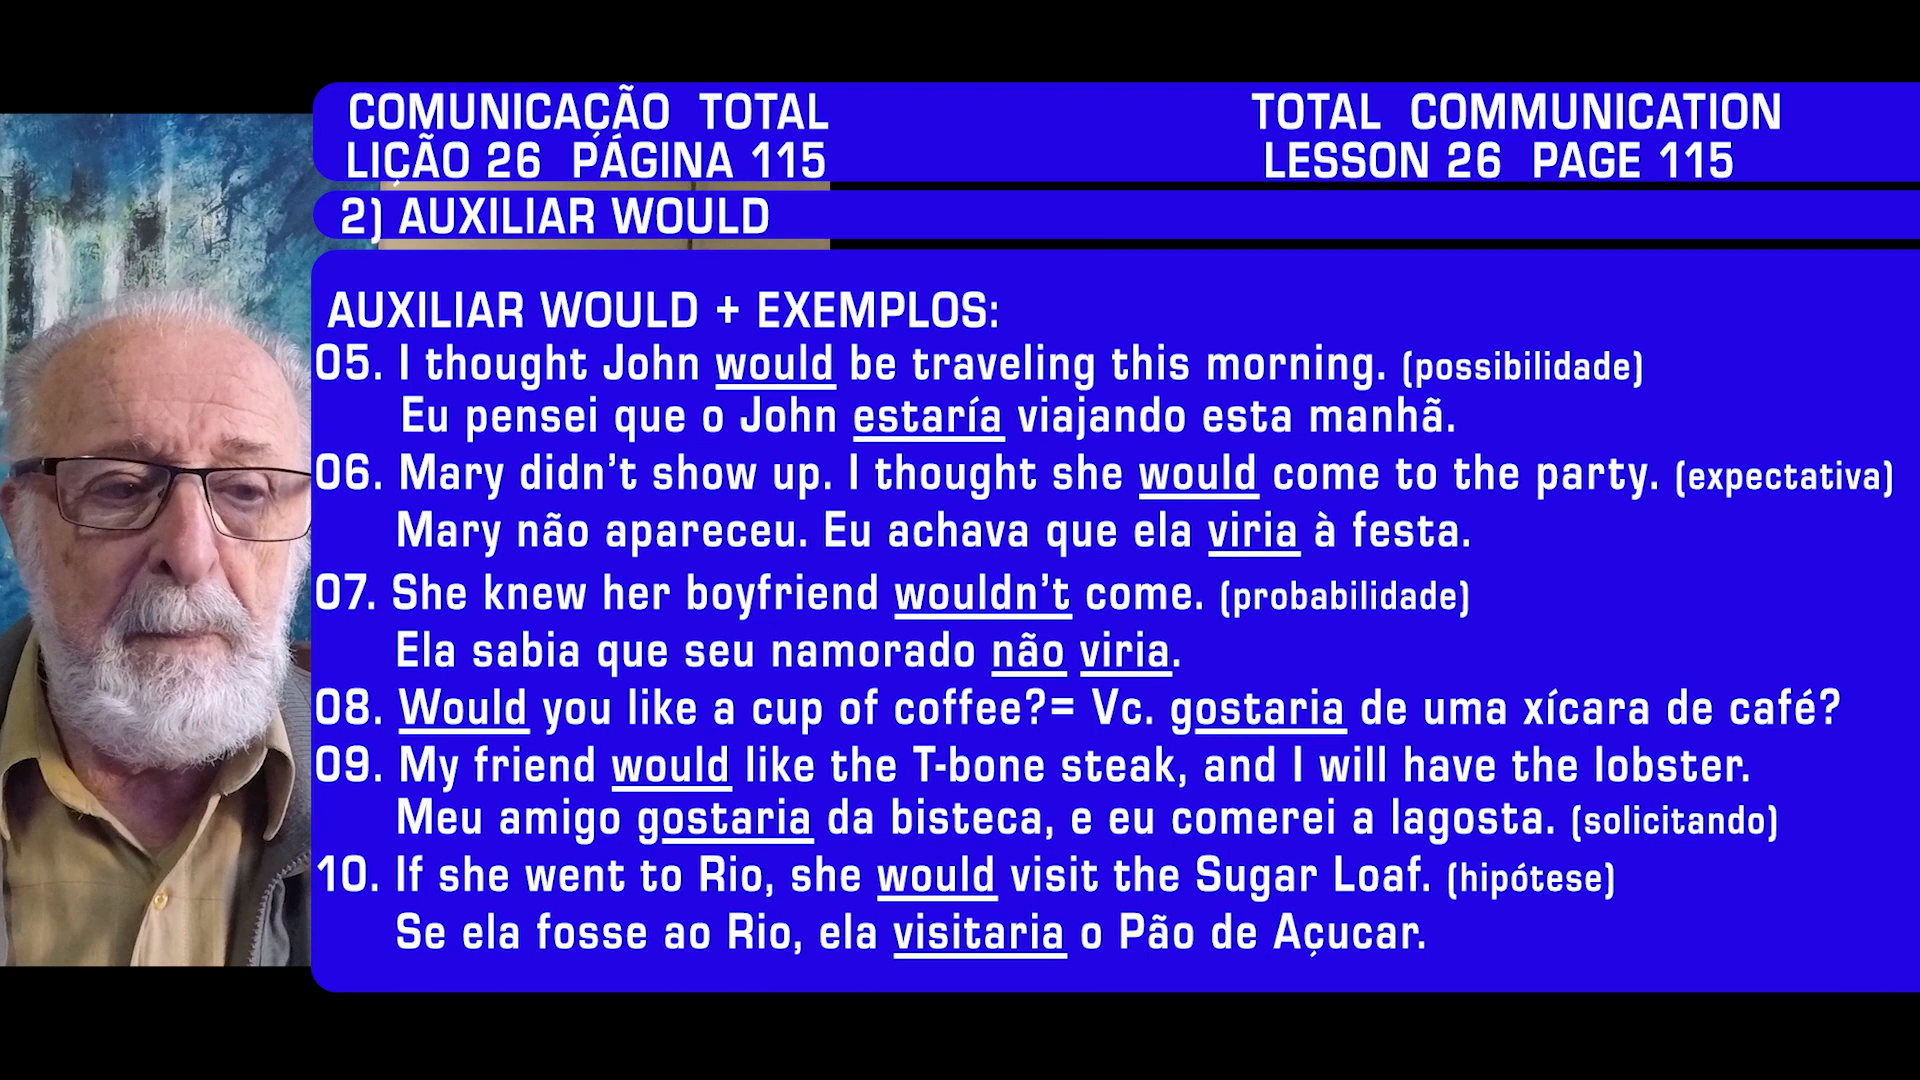 COMUNICAÇÃO TOTAL
LIÇÃO 26 PÁGINA 115
TOTAL COMMUNICATION
LESSON 26 PAGE 115
2) AUXILIAR WOULD
AUXILIAR WOULD + EXEMPLOS:
05. I thought John would be traveling this morning. (possibilidade)
Eu pensei que o John estaría viajando esta manhã.
06. Mary didn't show up. I thought she would come to the party. (expectativa)
Mary não apareceu. Eu achava que ela viria à festa.
07. She knew her boyfriend wouldn't come. (probabilidade)
Ela sabia que seu namorado não viria.
08. Would you like a cup of coffee?= Vc. gostaria de uma xícara de café?
09. My friend would like the T-bone steak, and I will have the lobster.
Meu amigo gostaria da bisteca, e eu comerei a lagosta. (solicitando)
10. If she went to Rio, she would visit the Sugar Loaf. (hipótese)
Se ela fosse ao Rio, ela visitaria o Pão de Açucar.